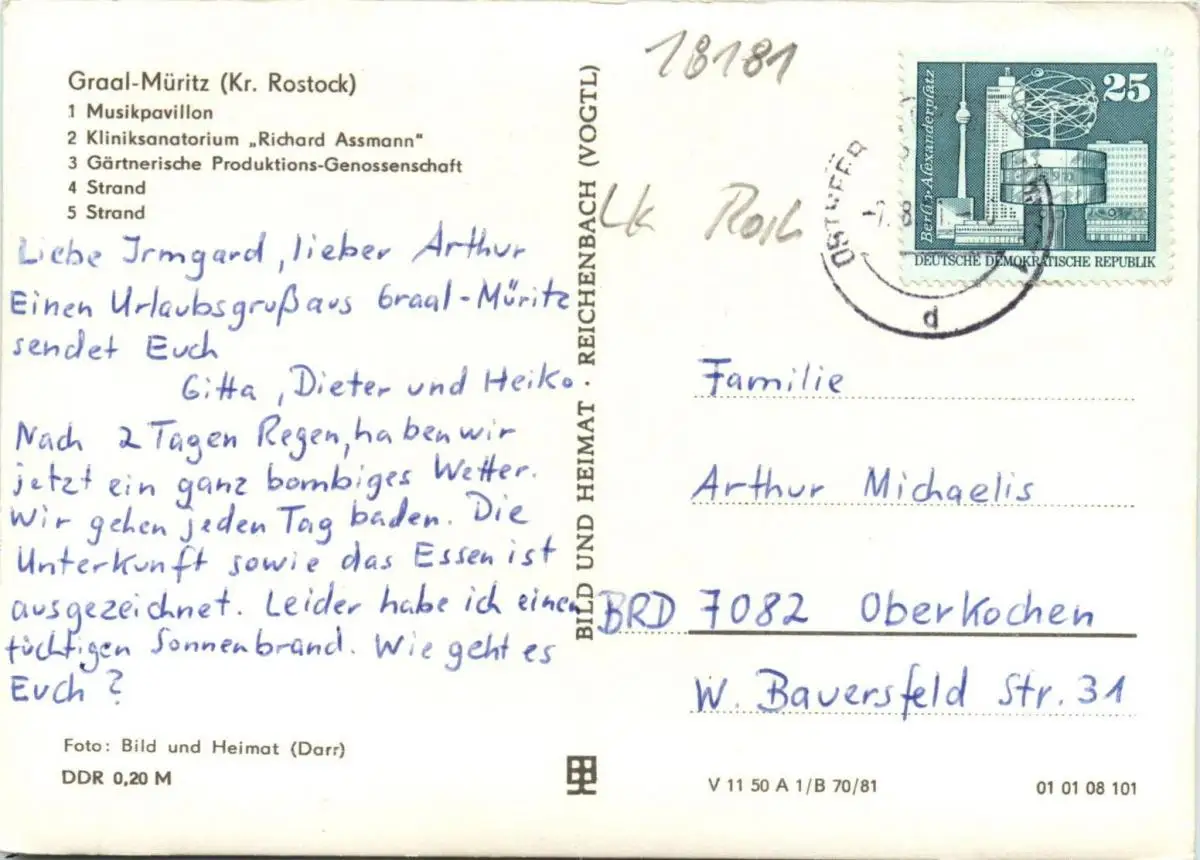 Graal-Müritz (Kr. Rostock)
1 Musikpavillon
2 Kliniksanatorium „Richard Assmann“
3 Gärtnerische Produktions-Genossenschaft
4 Strand
5 Strand
Liebe Irmgard, lieber Arthur
Einen Urlaubsgruß aus Graal-Müritz
sendet Euch
Gitta, Dieter und Heiko.
Nach 2 Tagen Regen, haben wir
jetzt ein ganz bombiges Wetter.
Wir gehen jeden Tag baden. Die
Unterkunft sowie das Essen ist
ausgezeichnet. Leider habe ich einen
tüchtigen Sonnenbrand. Wie geht es
Euch?
Foto: Bild und Heimat (Darr)
DDR 0,20 M
BILD UND HEIMAT · REICHENBACH (VOGTL)
18181
Lk
Berlin-Alexanderplatz
25
DEUTSCHE DEMOKRATISCHE REPUBLIK
d
Familie
Arthur Michaelis
BRD 7082 Oberkochen
W. Bauersfeld Str. 31
V 11 50 A 1/B 70/81
01 01 08 101